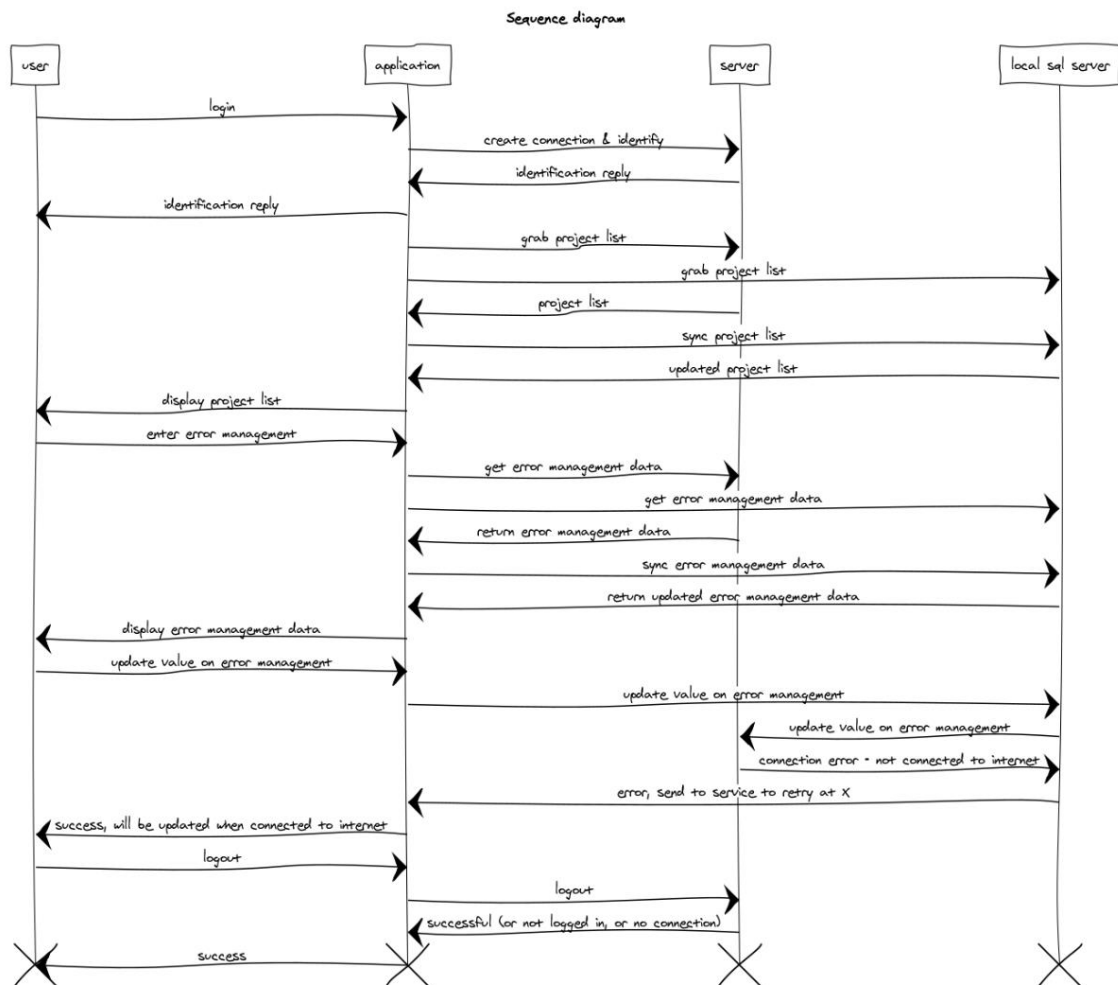 Sequence diagram
user
application
server
local sql server
login
create connection & identify
identification reply
identification reply
grab project list
grab project list
project list
sync project list
updated project list
display project list
enter error management
get error management data
get error management data
return error management data
sync error management data
return updated error management data
display error management data
update value on error management
update value on error management
update value on error management
connection error - not connected to internet
error, send to service to retry at X
success, will be updated when connected to internet
logout
logout
successful (or not logged in, or no connection)
success